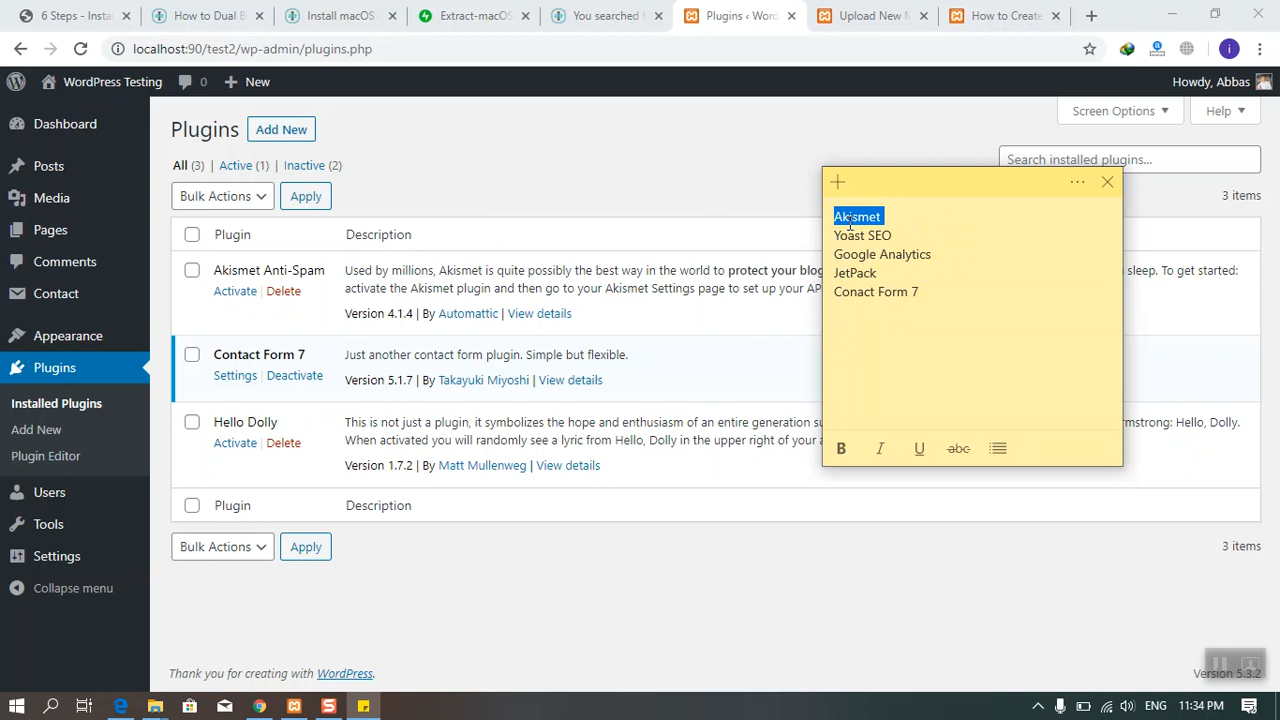 6 Steps - Insta
How to Dual B
Install macOS
Extract-macOS
You searched f
Plugins ‹ Word
Upload New M
How to Create
localhost:90/test2/wp-admin/plugins.php
i
WordPress Testing
0
New
Howdy, Abbas
Dashboard
Posts
Media
Pages
Comments
Contact
Appearance
Plugins
Installed Plugins
Add New
Plugin Editor
Users
Tools
Settings
Collapse menu
Screen Options
Help
Plugins
Add New
All (3) | Active (1) | Inactive (2)
Search installed plugins...
Bulk Actions
Apply
3 items
Plugin
Description
Akismet Anti-Spam
Activate | Delete
Used by millions, Akismet is quite possibly the best way in the world to protect your blog
sleep. To get started:
activate the Akismet plugin and then go to your Akismet Settings page to set up your AP
Version 4.1.4 | By Automattic | View details
Contact Form 7
Settings | Deactivate
Just another contact form plugin. Simple but flexible.
Version 5.1.7 | By Takayuki Miyoshi | View details
Hello Dolly
Activate | Delete
This is not just a plugin, it symbolizes the hope and enthusiasm of an entire generation su
rmstrong: Hello, Dolly.
When activated you will randomly see a lyric from Hello, Dolly in the upper right of your a
Version 1.7.2 | By Matt Mullenweg | View details
Plugin
Description
Bulk Actions
Apply
3 items
Akismet
Yoast SEO
Google Analytics
JetPack
Conact Form 7
B
I
U
abc
Thank you for creating with WordPress.
Version 5.3.2
ENG
11:34 PM